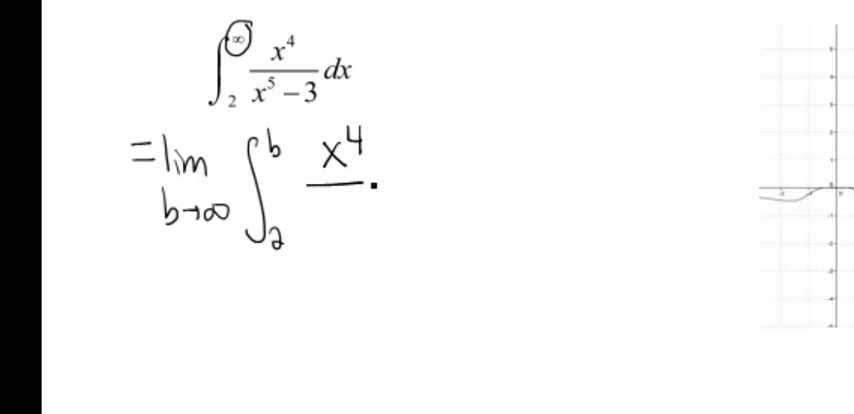 ∫₂^∞ x⁴/(x⁵ − 3) dx
= lim b→∞ ∫₂^b x⁴